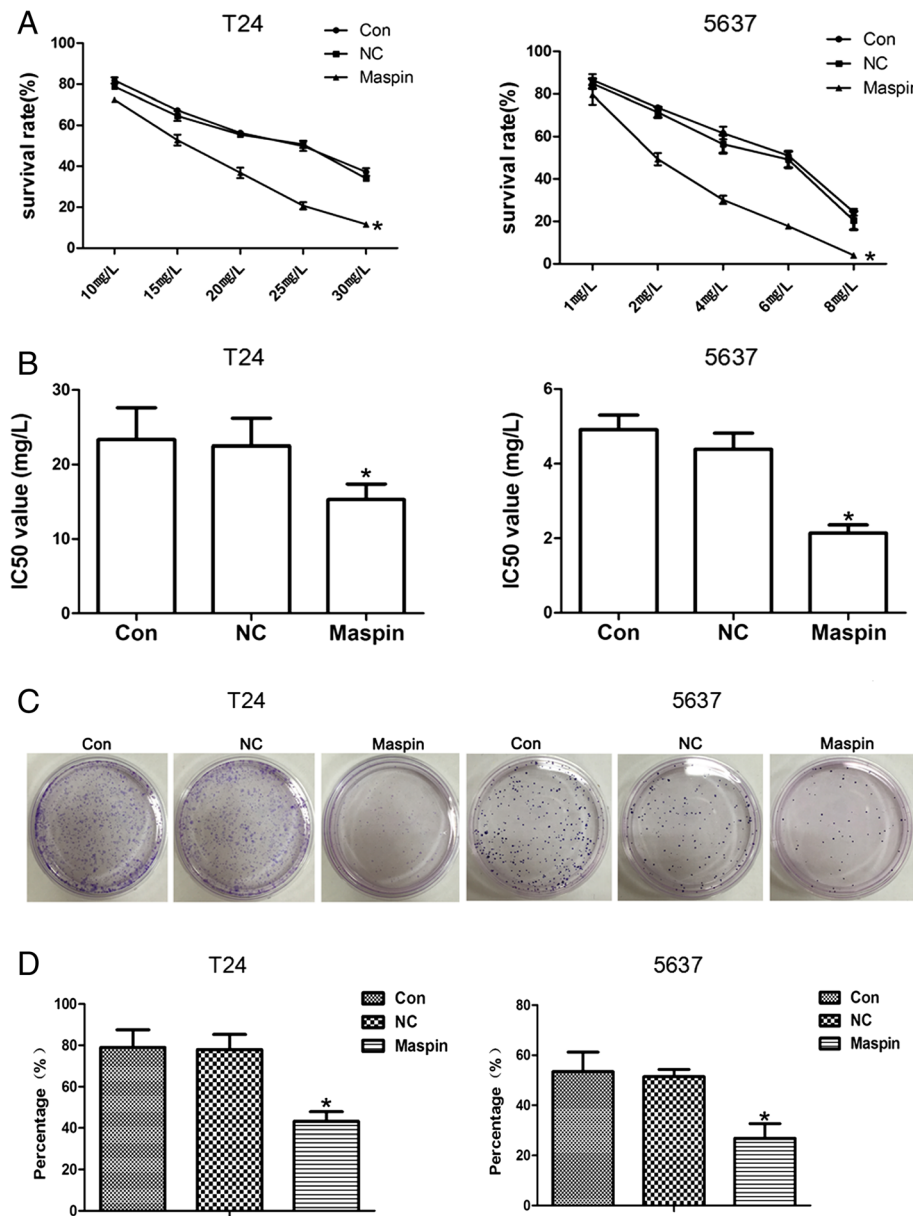 A
T24
Con
NC
Maspin
survival rate(%)
100
80
60
40
20
0
10mg/L
15mg/L
20mg/L
25mg/L
30mg/L
*
5637
Con
NC
Maspin
survival rate(%)
100
80
60
40
20
0
1mg/L
2mg/L
4mg/L
6mg/L
8mg/L
*
B
T24
IC50 value (mg/L)
30
20
10
0
*
Con NC Maspin
5637
IC50 value (mg/L)
6
4
2
0
*
Con NC Maspin
C
T24
Con NC Maspin
5637
Con NC Maspin
D
T24
Con
NC
Maspin
Percentage (%)
100
80
60
40
20
0
*
5637
Con
NC
Maspin
Percentage (%)
80
60
40
20
0
*